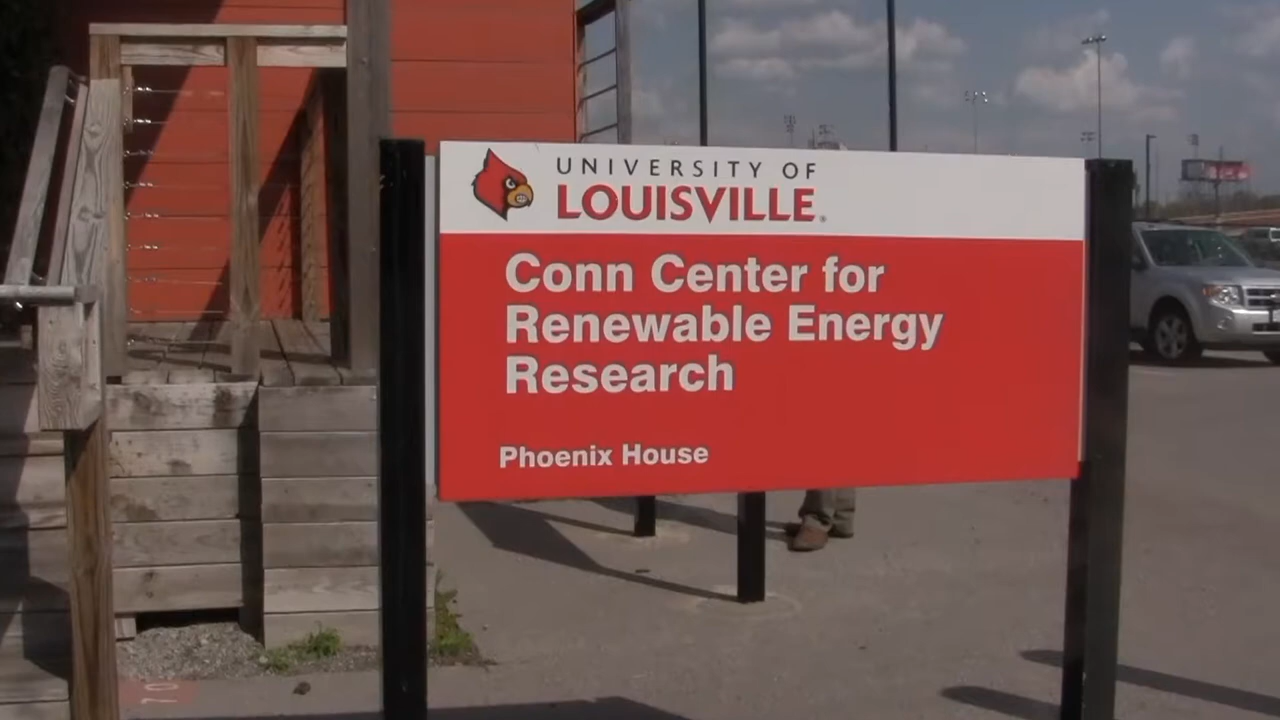 UNIVERSITY OF
LOUISVILLE
Conn Center for
Renewable Energy
Research
Phoenix House